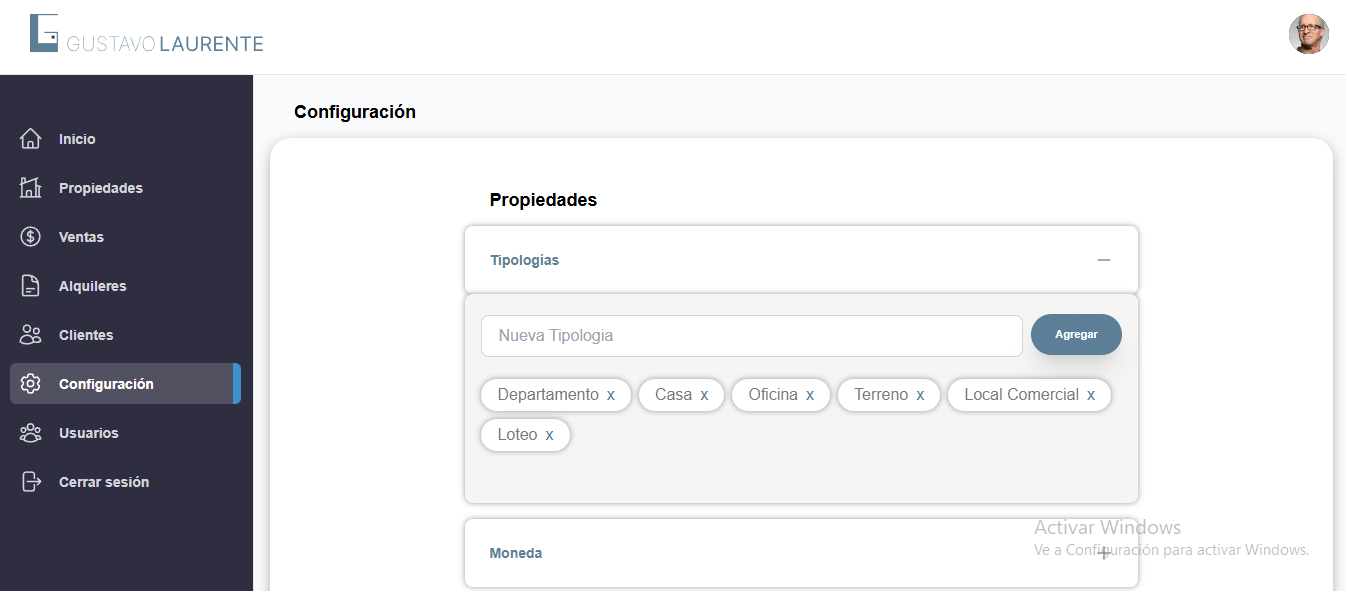 GUSTAVO LAURENTE
Configuración
Inicio
Propiedades
Ventas
Alquileres
Clientes
Configuración
Usuarios
Cerrar sesión
Propiedades
Tipologías
Nueva Tipologia
Agregar
Departamento x Casa x Oficina x Terreno x Local Comercial x
Loteo x
Moneda
Activar Windows
Ve a Configuración para activar Windows.